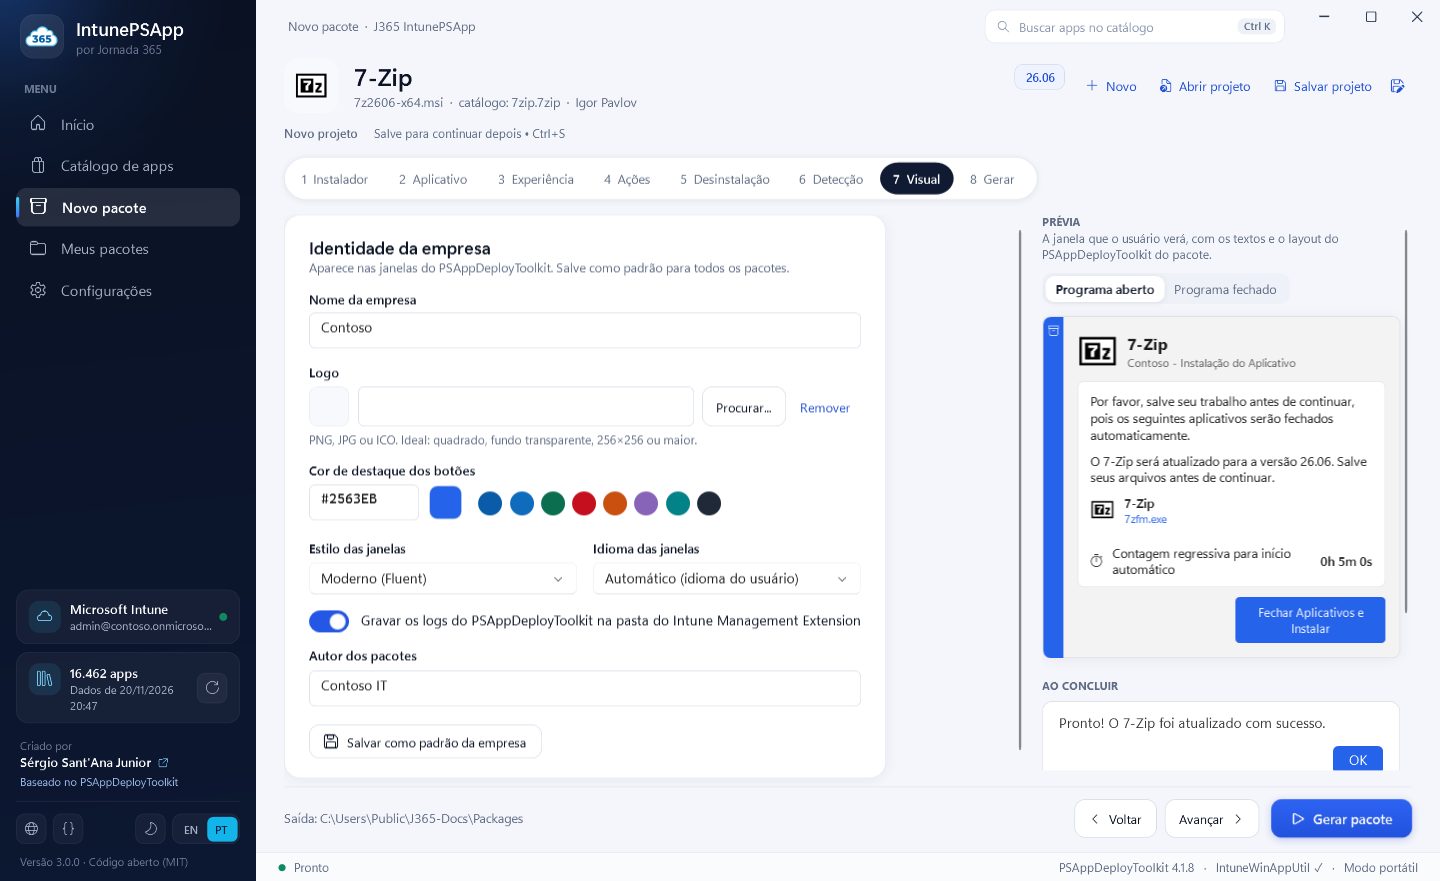 365
IntunePSApp
por Jornada 365
MENU
Início
Catálogo de apps
Novo pacote
Meus pacotes
Configurações
Microsoft Intune
admin@contoso.onmicroso...
16.462 apps
Dados de 20/11/2026
20:47
Criado por
Sérgio Sant'Ana Junior
Baseado no PSAppDeployToolkit
EN PT
Versão 3.0.0 · Código aberto (MIT)
Novo pacote · J365 IntunePSApp
Buscar apps no catálogo Ctrl K
7z
7-Zip
7z2606-x64.msi · catálogo: 7zip.7zip · Igor Pavlov
26.06
Novo
Abrir projeto
Salvar projeto
Novo projeto Salve para continuar depois • Ctrl+S
1 Instalador 2 Aplicativo 3 Experiência 4 Ações 5 Desinstalação 6 Detecção 7 Visual 8 Gerar
Identidade da empresa
Aparece nas janelas do PSAppDeployToolkit. Salve como padrão para todos os pacotes.
Nome da empresa
Contoso
Logo
Procurar... Remover
PNG, JPG ou ICO. Ideal: quadrado, fundo transparente, 256×256 ou maior.
Cor de destaque dos botões
#2563EB
Estilo das janelas Idioma das janelas
Moderno (Fluent) Automático (idioma do usuário)
Gravar os logs do PSAppDeployToolkit na pasta do Intune Management Extension
Autor dos pacotes
Contoso IT
Salvar como padrão da empresa
PRÉVIA
A janela que o usuário verá, com os textos e o layout do
PSAppDeployToolkit do pacote.
Programa aberto Programa fechado
7z
7-Zip
Contoso - Instalação do Aplicativo
Por favor, salve seu trabalho antes de continuar,
pois os seguintes aplicativos serão fechados
automaticamente.
O 7-Zip será atualizado para a versão 26.06. Salve
seus arquivos antes de continuar.
7z
7-Zip
7zfm.exe
Contagem regressiva para início
automático
0h 5m 0s
Fechar Aplicativos e
Instalar
AO CONCLUIR
Pronto! O 7-Zip foi atualizado com sucesso.
OK
Saída: C:\Users\Public\J365-Docs\Packages
Voltar Avançar Gerar pacote
Pronto
PSAppDeployToolkit 4.1.8 · IntuneWinAppUtil ✓ · Modo portátil